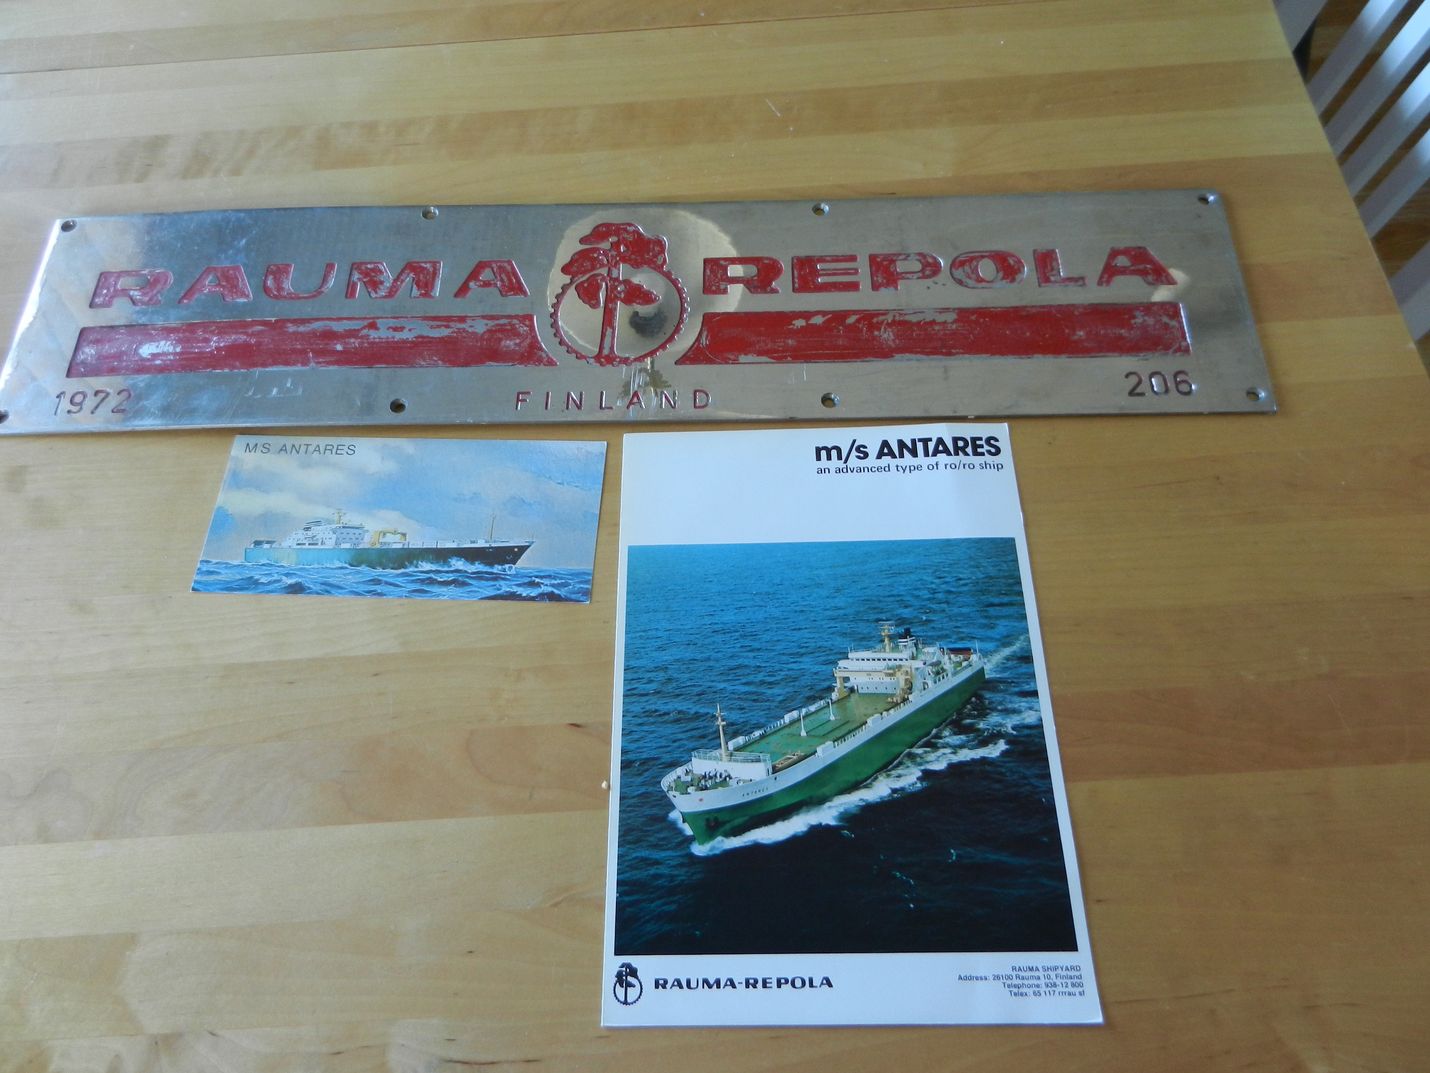 RAUMA REPOLA
1972 FINLAND 206
MS ANTARES
m/s ANTARES
an advanced type of ro/ro ship
ANTARES
RAUMA-REPOLA
RAUMA SHIPYARD
Address: 26100 Rauma 10, Finland
Telephone: 938-12 800
Telex: 65 117 rrrau sf